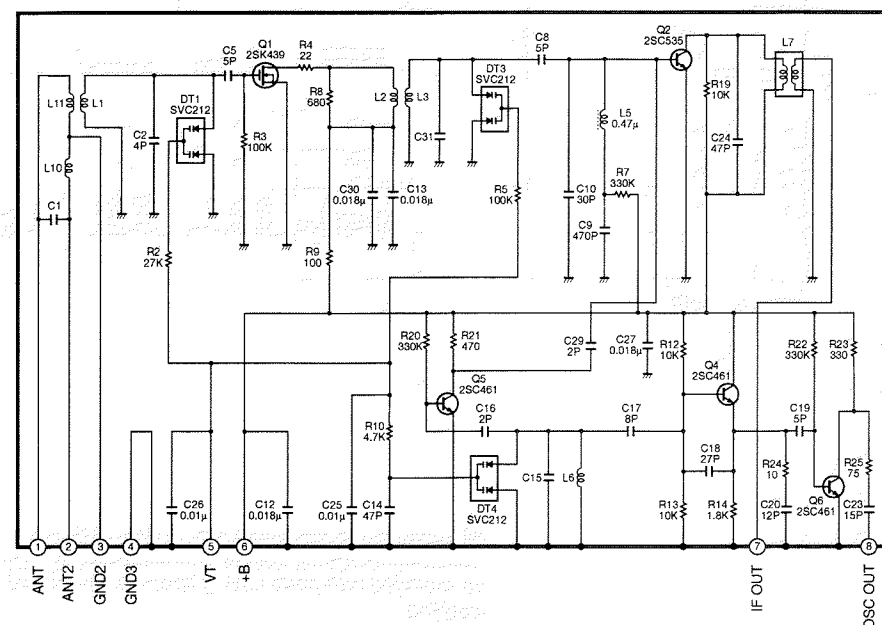 C5
5P
Q1
2SK439
R4
22
C8
5P
Q2
2SC535
L7
DT1
SVC212
DT3
SVC212
R8
680
R19
10K
L11
L1
L2
L3
L5
0.47µ
C2
4P
R3
100K
C31
C24
47P
L10
C30
0.018µ
C13
0.018µ
R5
100K
C10
30P
R7
330K
C1
C9
470P
R2
27K
R9
100
R20
330K
R21
470
C29
2P
C27
0.018µ
R12
10K
R22
330K
R23
330
Q5
2SC461
Q4
2SC461
C16
2P
C17
8P
C19
5P
R10
4.7K
C18
27P
R24
10
R25
75
C15
L6
C26
0.01µ
C12
0.018µ
C25
0.01µ
C14
47P
DT4
SVC212
R13
10K
R14
1.8K
C20
12P
Q6
2SC461
C23
15P
1
2
3
4
5
6
7
8
ANT
ANT2
GND2
GND3
VT
+B
IF OUT
OSC OUT